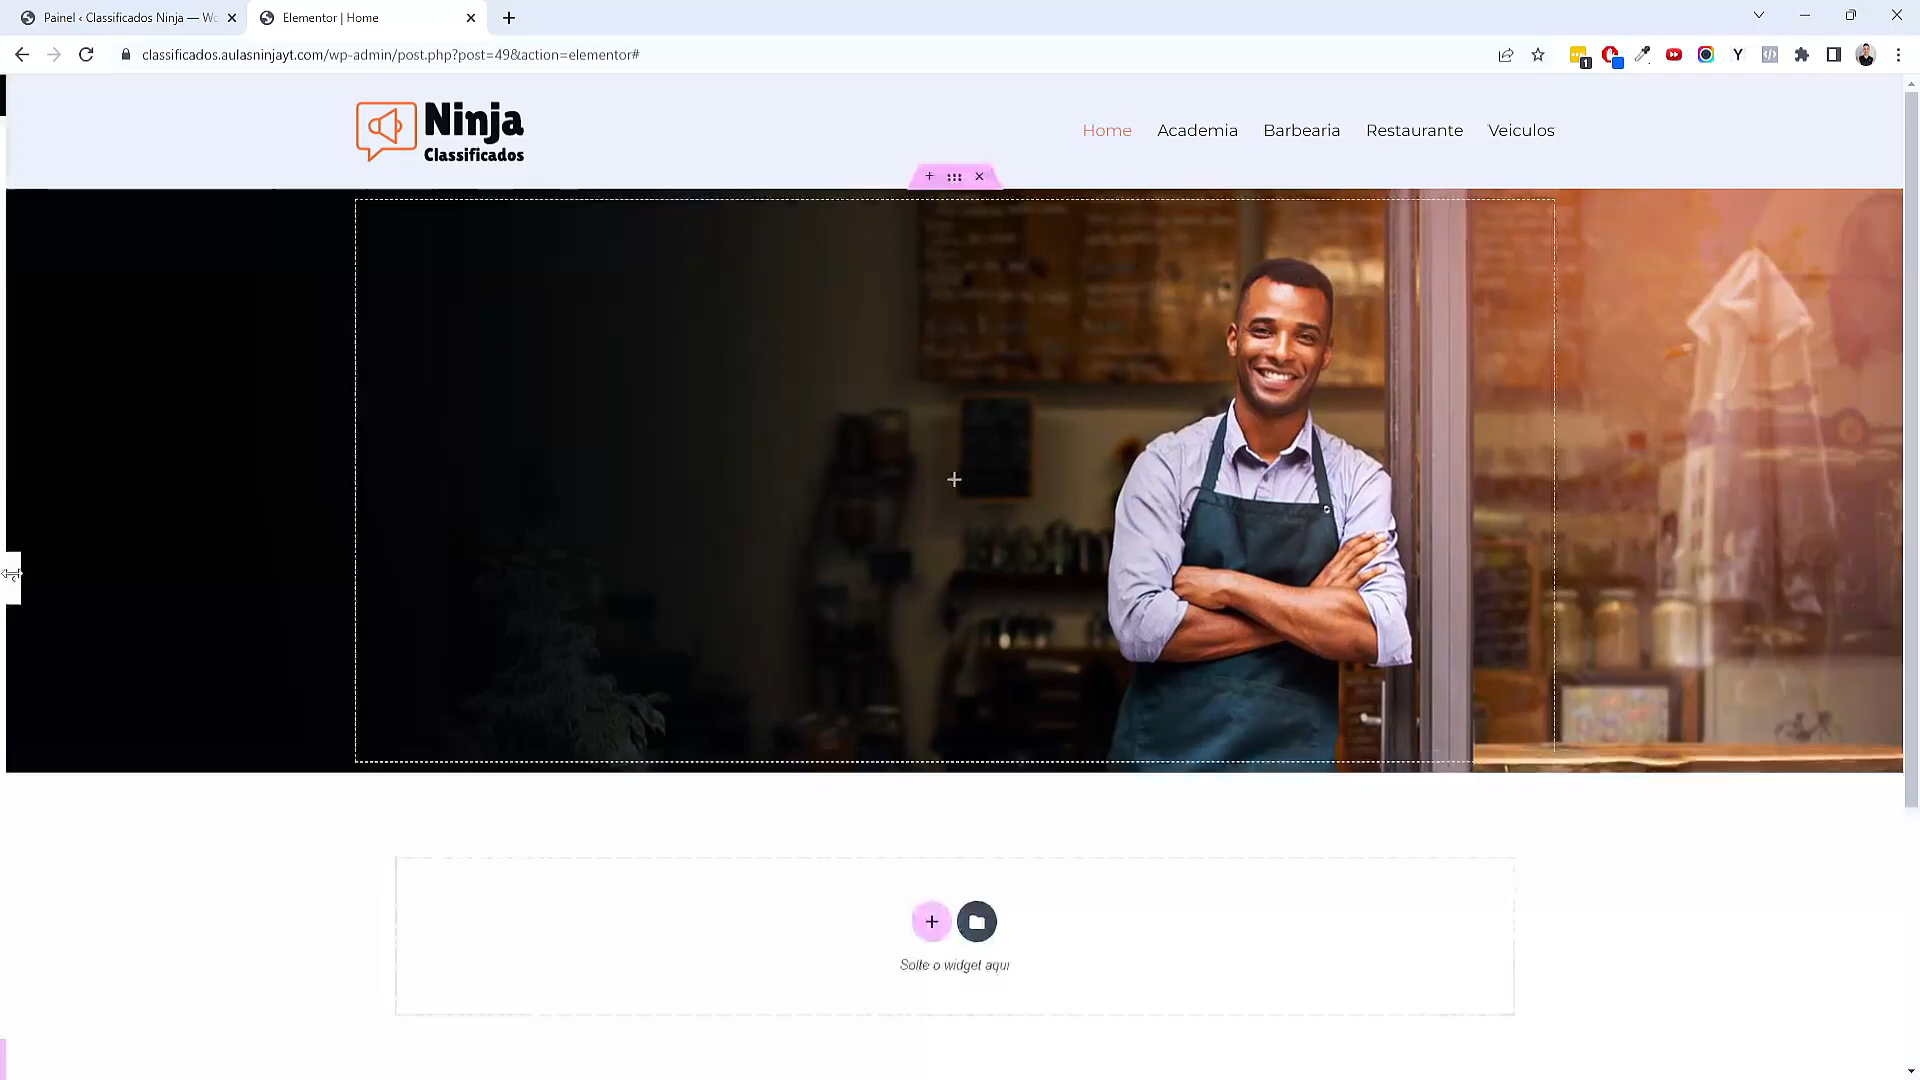 Painel ‹ Classificados Ninja — Wo
Elementor | Home
classificados.aulasninjayt.com/wp-admin/post.php?post=49&action=elementor#
1
Y
Ninja
Classificados
Home
Academia
Barbearia
Restaurante
Veiculos
Solte o widget aqui